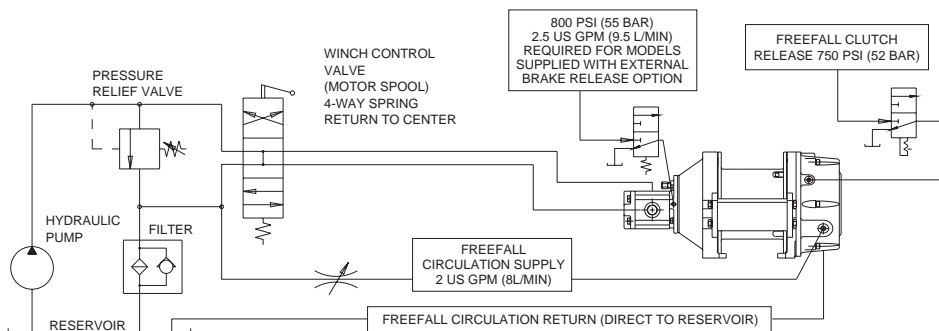 800 PSI (55 BAR)
2.5 US GPM (9.5 L/MIN)
REQUIRED FOR MODELS
SUPPLIED WITH EXTERNAL
BRAKE RELEASE OPTION
FREEFALL CLUTCH
RELEASE 750 PSI (52 BAR)
WINCH CONTROL
VALVE
(MOTOR SPOOL)
4-WAY SPRING
RETURN TO CENTER
PRESSURE
RELIEF VALVE
HYDRAULIC
PUMP
FILTER
FREEFALL
CIRCULATION SUPPLY
2 US GPM (8L/MIN)
RESERVOIR
FREEFALL CIRCULATION RETURN (DIRECT TO RESERVOIR)